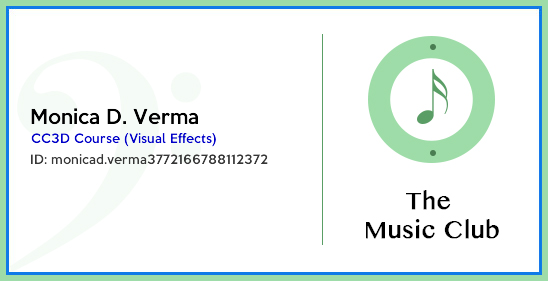 Monica D. Verma
CC3D Course (Visual Effects)
ID: monicad.verma3772166788112372
The
Music Club